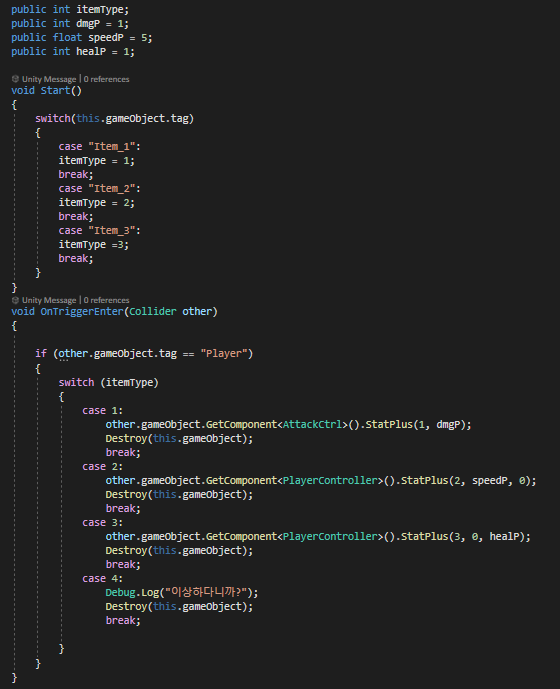 public int itemType;
public int dmgP = 1;
public float speedP = 5;
public int healP = 1;
Unity Message | 0 references
void Start()
{
switch(this.gameObject.tag)
{
case "Item_1":
itemType = 1;
break;
case "Item_2":
itemType = 2;
break;
case "Item_3":
itemType =3;
break;
}
}
Unity Message | 0 references
void OnTriggerEnter(Collider other)
{
if (other.gameObject.tag == "Player")
{
switch (itemType)
{
case 1:
other.gameObject.GetComponent<AttackCtrl>().StatPlus(1, dmgP);
Destroy(this.gameObject);
break;
case 2:
other.gameObject.GetComponent<PlayerController>().StatPlus(2, speedP, 0);
Destroy(this.gameObject);
break;
case 3:
other.gameObject.GetComponent<PlayerController>().StatPlus(3, 0, healP);
Destroy(this.gameObject);
break;
case 4:
Debug.Log("이상하다니까?");
Destroy(this.gameObject);
break;
}
}
}